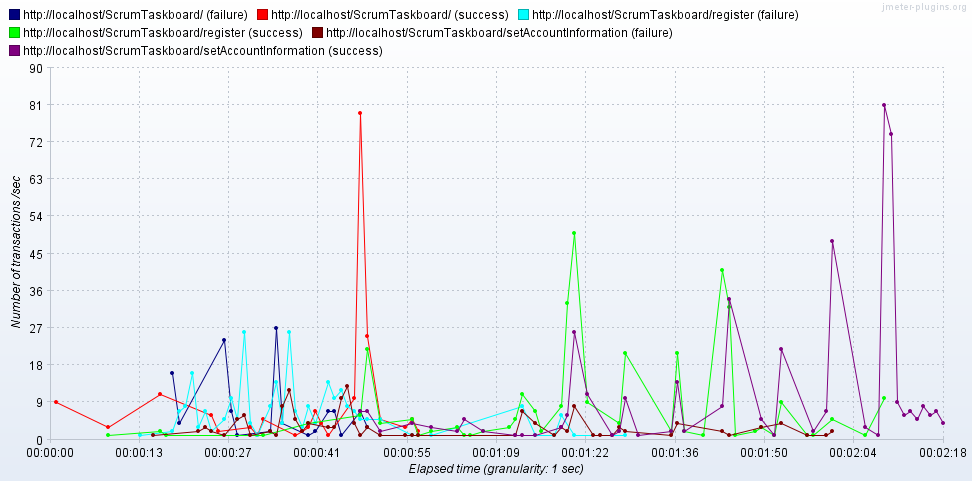 jmeter-plugins.org
http://localhost/ScrumTaskboard/ (failure) http://localhost/ScrumTaskboard/ (success) http://localhost/ScrumTaskboard/register (failure)
http://localhost/ScrumTaskboard/register (success) http://localhost/ScrumTaskboard/setAccountInformation (failure)
http://localhost/ScrumTaskboard/setAccountInformation (success)
90
81
72
63
54
45
36
27
18
9
0
Number of transactions /sec
00:00:00 00:00:13 00:00:27 00:00:41 00:00:55 00:01:09 00:01:22 00:01:36 00:01:50 00:02:04 00:02:18
Elapsed time (granularity: 1 sec)